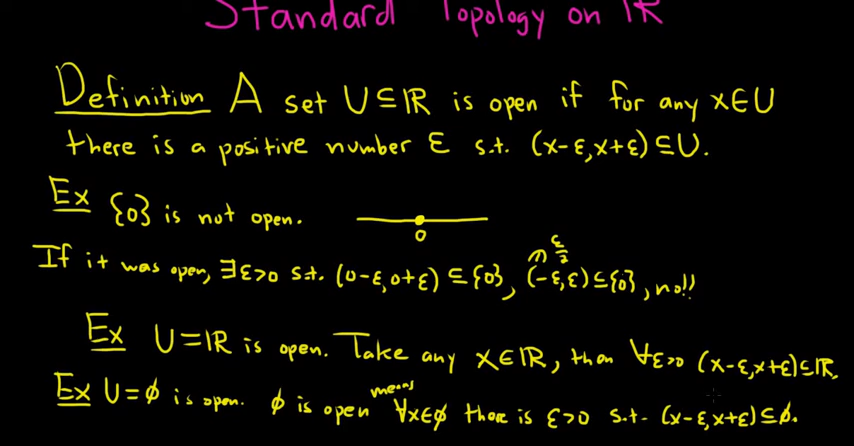 Standard Topology on ℝ
Definition A set U⊆ℝ is open if for any x∈U
there is a positive number ε s.t. (x-ε,x+ε)⊆U.
Ex {0} is not open.
0
If it was open, ∃ε>0 s.t. (0-ε,0+ε)⊆{0}, (-ε,ε)⊆{0}, no!!
ε/2
Ex U=ℝ is open. Take any x∈ℝ, then ∀ε>0 (x-ε,x+ε)⊆ℝ.
Ex U=ϕ is open. ϕ is open means ∀x∈ϕ there is ε>0 s.t. (x-ε,x+ε)⊆ϕ.